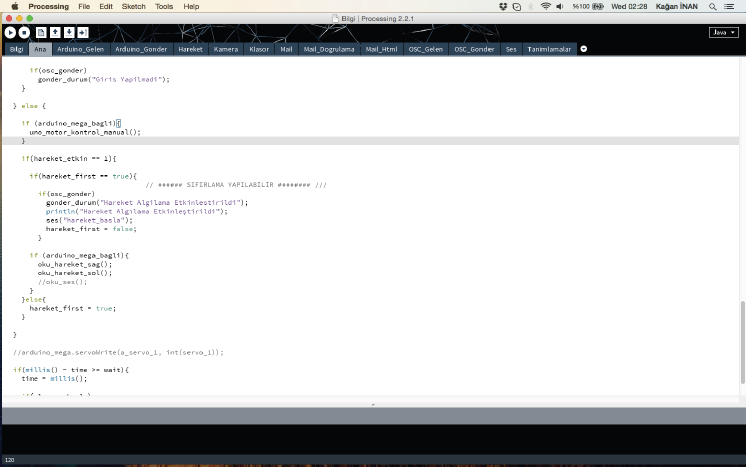 Processing File Edit Sketch Tools Help %100 Wed 02:28 Kağan İNAN
Bilgi | Processing 2.2.1
Java
Bilgi Ana Arduino_Gelen Arduino_Gonder Hareket Kamera Klasor Mail Mail_Dogrulama Mail_Html OSC_Gelen OSC_Gonder Ses Tanimlamalar
if(osc_gonder)
gonder_durum("Giris Yapilmadi");
}
} else {
if (arduino_mega_bagli){
uno_motor_kontrol_manual();
}
if(hareket_etkin == 1){
if(hareket_first == true){
// ###### SIFIRLAMA YAPILABİLİR ######## ///
if(osc_gonder)
gonder_durum("Hareket Algilama Etkinlestirildi");
println("Hareket Algılama Etkinleştirildi");
ses("hareket_basla");
hareket_first = false;
}
if (arduino_mega_bagli){
oku_hareket_sag();
oku_hareket_sol();
//oku_ses();
}
}else{
hareket_first = true;
}
}
//arduino_mega.servoWrite(a_servo_1, int(servo_1));
if(millis() - time >= wait){
time = millis();
120